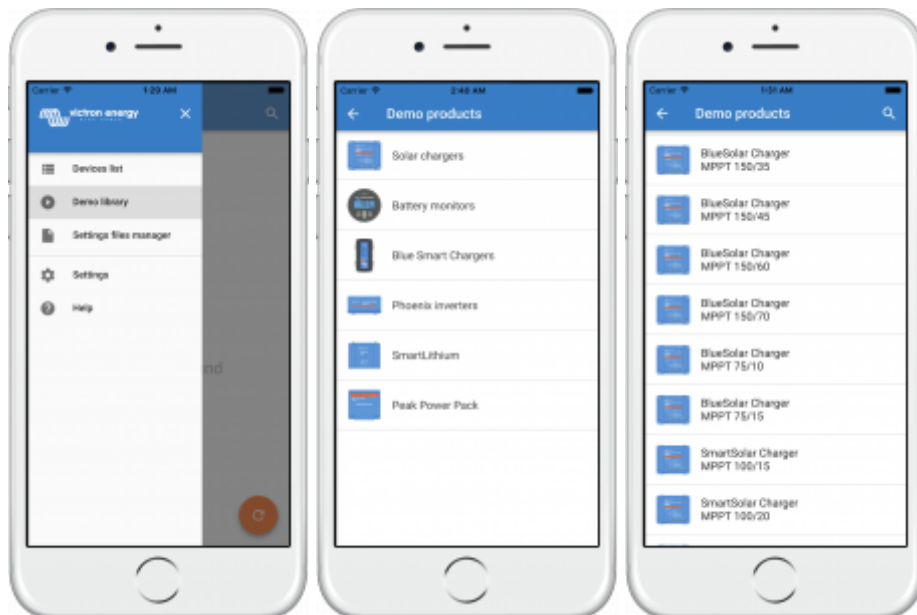 Carrier 1:29 AM
victron energy
Devices list
Demo library
Settings files manager
Settings
Help
nd
Carrier 2:48 AM
Demo products
Solar chargers
Battery monitors
Blue Smart Chargers
Phoenix inverters
SmartLithium
Peak Power Pack
Carrier 1:31 AM
Demo products
BlueSolar Charger
MPPT 150/35
BlueSolar Charger
MPPT 150/45
BlueSolar Charger
MPPT 150/60
BlueSolar Charger
MPPT 150/70
BlueSolar Charger
MPPT 75/10
BlueSolar Charger
MPPT 75/15
SmartSolar Charger
MPPT 100/15
SmartSolar Charger
MPPT 100/20